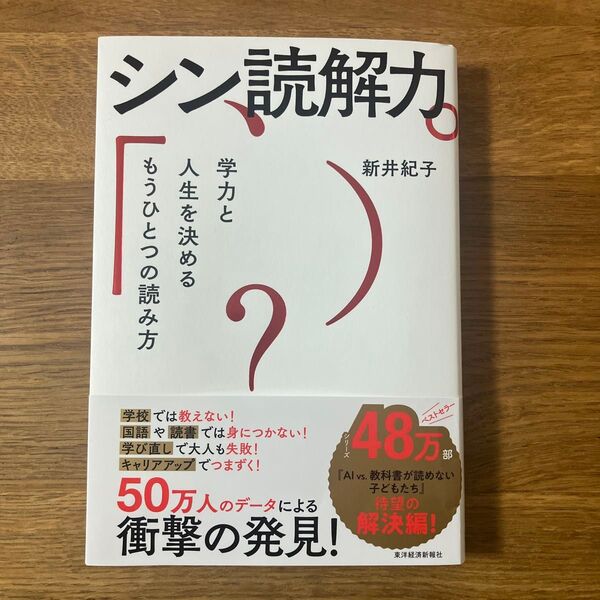 シン読解力。
学力と
人生を決める
もうひとつの読み方
新井紀子
「
、
）
?
学校では教えない！
国語や読書では身につかない！
学び直しで大人も失敗！
キャリアアップでつまずく！
50万人のデータによる
衝撃の発見！
ベストセラー
シリーズ
48万部
『AI vs. 教科書が読めない
子どもたち』
待望の
解決編！
東洋経済新報社